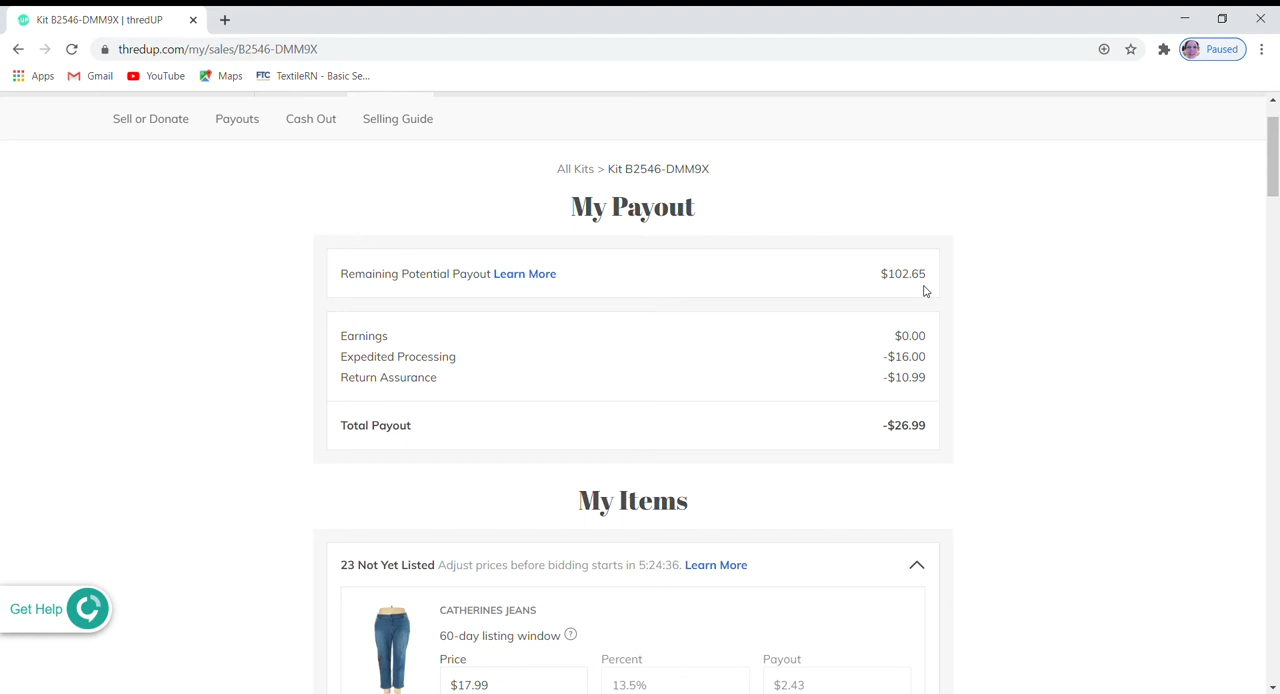 Kit B2546-DMM9X | thredUP
thredup.com/my/sales/B2546-DMM9X
Paused
Apps Gmail YouTube Maps FTC TextileRN - Basic Se...
Sell or Donate Payouts Cash Out Selling Guide
All Kits > Kit B2546-DMM9X
My Payout
Remaining Potential Payout Learn More $102.65
Earnings $0.00
Expedited Processing -$16.00
Return Assurance -$10.99
Total Payout -$26.99
My Items
23 Not Yet Listed Adjust prices before bidding starts in 5:24:36. Learn More
Get Help
CATHERINES JEANS
60-day listing window ?
Price Percent Payout
$17.99 13.5% $2.43